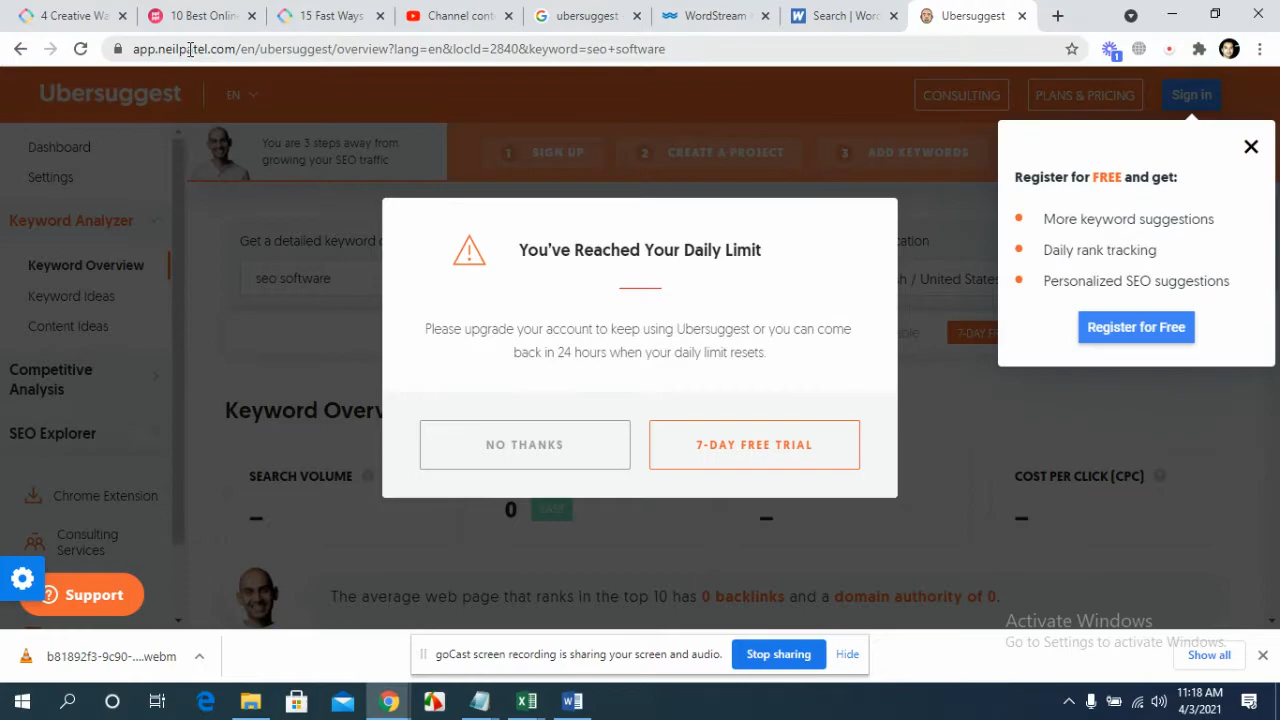 4 Creative Wa
10 Best Onlin
15 Fast Ways
Channel cont
ubersuggest
WordStream
Search | Wor
Ubersuggest
app.neilpatel.com/en/ubersuggest/overview?lang=en&locId=2840&keyword=seo+software
1
Ubersuggest
EN
CONSULTING
PLANS & PRICING
Sign in
Dashboard
Settings
You are 3 steps away from
growing your SEO traffic
1 SIGN UP
2 CREATE A PROJECT
3 ADD KEYWORDS
Register for FREE and get:
More keyword suggestions
Daily rank tracking
Personalized SEO suggestions
Register for Free
Keyword Analyzer
Keyword Overview
Keyword Ideas
Content Ideas
Competitive
Analysis
SEO Explorer
Chrome Extension
Consulting
Services
Support
Get a detailed keyword
seo software
/ United States
7-DAY FR
You've Reached Your Daily Limit
Please upgrade your account to keep using Ubersuggest or you can come
back in 24 hours when your daily limit resets.
NO THANKS
7-DAY FREE TRIAL
Keyword Over
SEARCH VOLUME
COST PER CLICK (CPC)
–
0 EASY
–
–
The average web page that ranks in the top 10 has 0 backlinks and a domain authority of 0.
Activate Windows
Go to Settings to activate Windows.
b81892f3-9c90-....webm
goCast screen recording is sharing your screen and audio.
Stop sharing
Hide
Show all
11:18 AM
4/3/2021